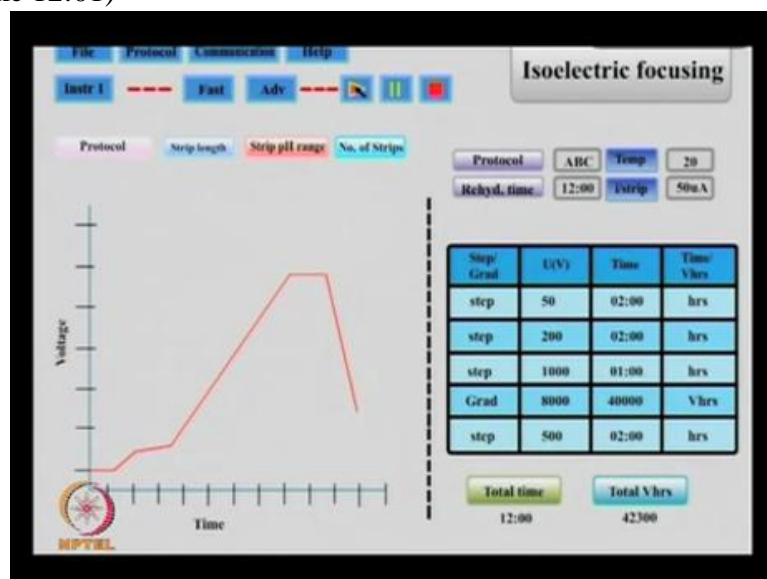 File Protocol Communication Help
Isoelectric focusing
Instr 1 Fast Adv
Protocol Strip length Strip pH range No. of Strips
Protocol ABC Temp 20
Rehyd. time 12:00 I/strip 50uA
Step/Grad U(V) Time Time/Vhrs
step 50 02:00 hrs
step 200 02:00 hrs
step 1000 01:00 hrs
Grad 8000 40000 Vhrs
step 500 02:00 hrs
Voltage
Time
Total time Total Vhrs
12:00 42300
NPTEL